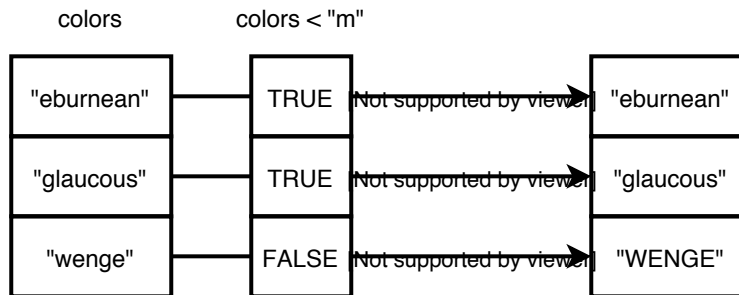 colors colors < "m"
"eburnean" TRUE [Not supported by viewer] "eburnean"
"glaucous" TRUE [Not supported by viewer] "glaucous"
"wenge" FALSE [Not supported by viewer] "WENGE"